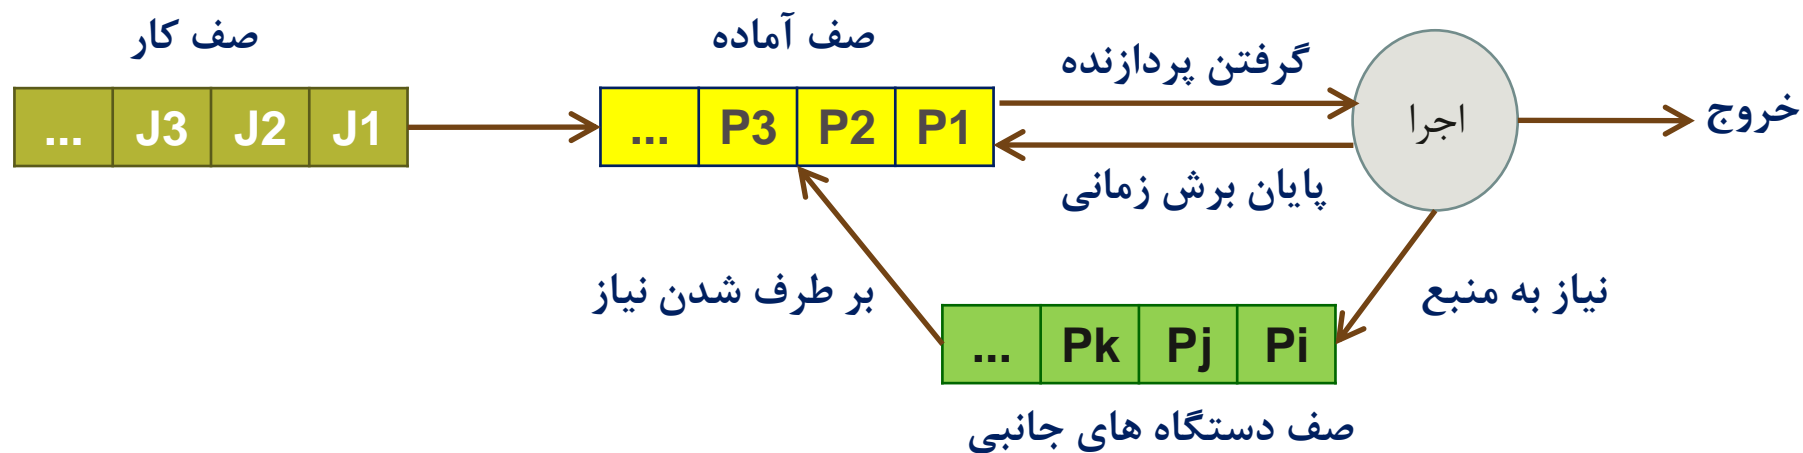 صف کار
صف آماده
گرفتن پردازنده
... J3 J2 J1
... P3 P2 P1
اجرا
خروج
پایان برش زمانی
بر طرف شدن نیاز
نیاز به منبع
... Pk Pj Pi
صف دستگاه های جانبی